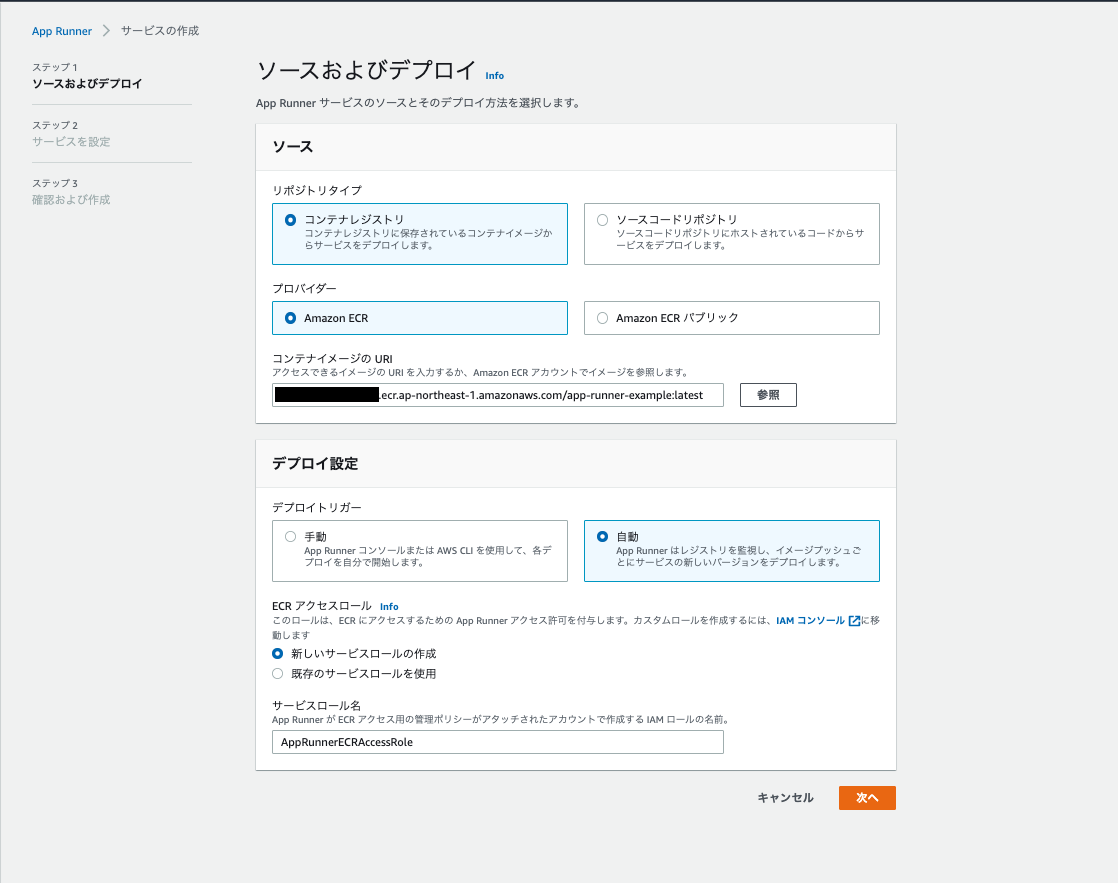 App Runner > サービスの作成
ステップ 1
ソースおよびデプロイ
ステップ 2
サービスを設定
ステップ 3
確認および作成
ソースおよびデプロイ Info
App Runner サービスのソースとそのデプロイ方法を選択します。
ソース
リポジトリタイプ
コンテナレジストリ
コンテナレジストリに保存されているコンテナイメージか
らサービスをデプロイします。
ソースコードリポジトリ
ソースコードリポジトリにホストされているコードからサ
ービスをデプロイします。
プロバイダー
Amazon ECR
Amazon ECR パブリック
コンテナイメージの URI
アクセスできるイメージの URI を入力するか、Amazon ECR アカウントでイメージを参照します。
.ecr.ap-northeast-1.amazonaws.com/app-runner-example:latest
参照
デプロイ設定
デプロイトリガー
手動
App Runner コンソールまたは AWS CLI を使用して、各デ
プロイを自分で開始します。
自動
App Runner はレジストリを監視し、イメージプッシュご
とにサービスの新しいバージョンをデプロイします。
ECR アクセスロール Info
このロールは、ECR にアクセスするための App Runner アクセス許可を付与します。カスタムロールを作成するには、IAM コンソール に移
動します
新しいサービスロールの作成
既存のサービスロールを使用
サービスロール名
App Runner が ECR アクセス用の管理ポリシーがアタッチされたアカウントで作成する IAM ロールの名前。
AppRunnerECRAccessRole
キャンセル
次へ